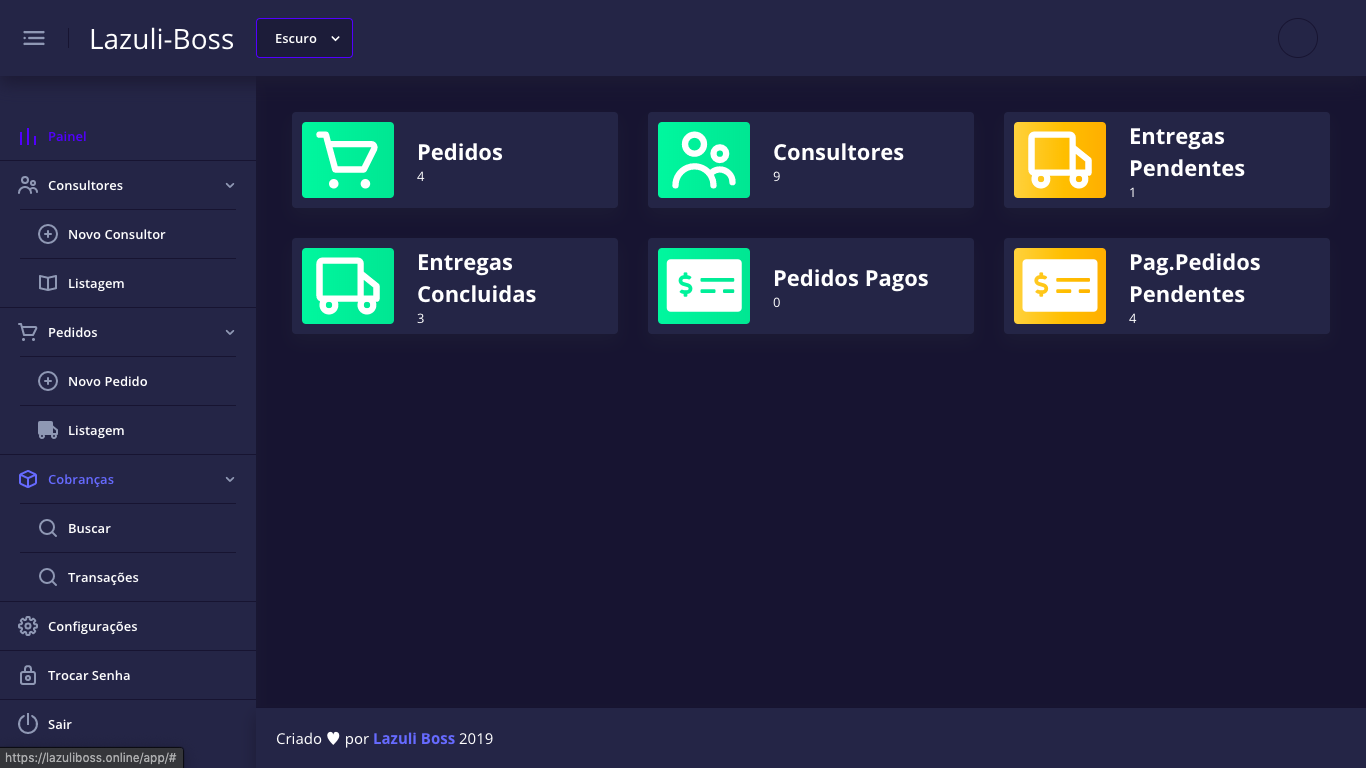 Lazuli-Boss
Escuro
Painel
Consultores
Novo Consultor
Listagem
Pedidos
Novo Pedido
Listagem
Cobranças
Buscar
Transações
Configurações
Trocar Senha
Sair
https://lazuliboss.online/app/#
Pedidos
4
Consultores
9
Entregas
Pendentes
1
Entregas
Concluidas
3
Pedidos Pagos
0
Pag.Pedidos
Pendentes
4
Criado ♥ por Lazuli Boss 2019